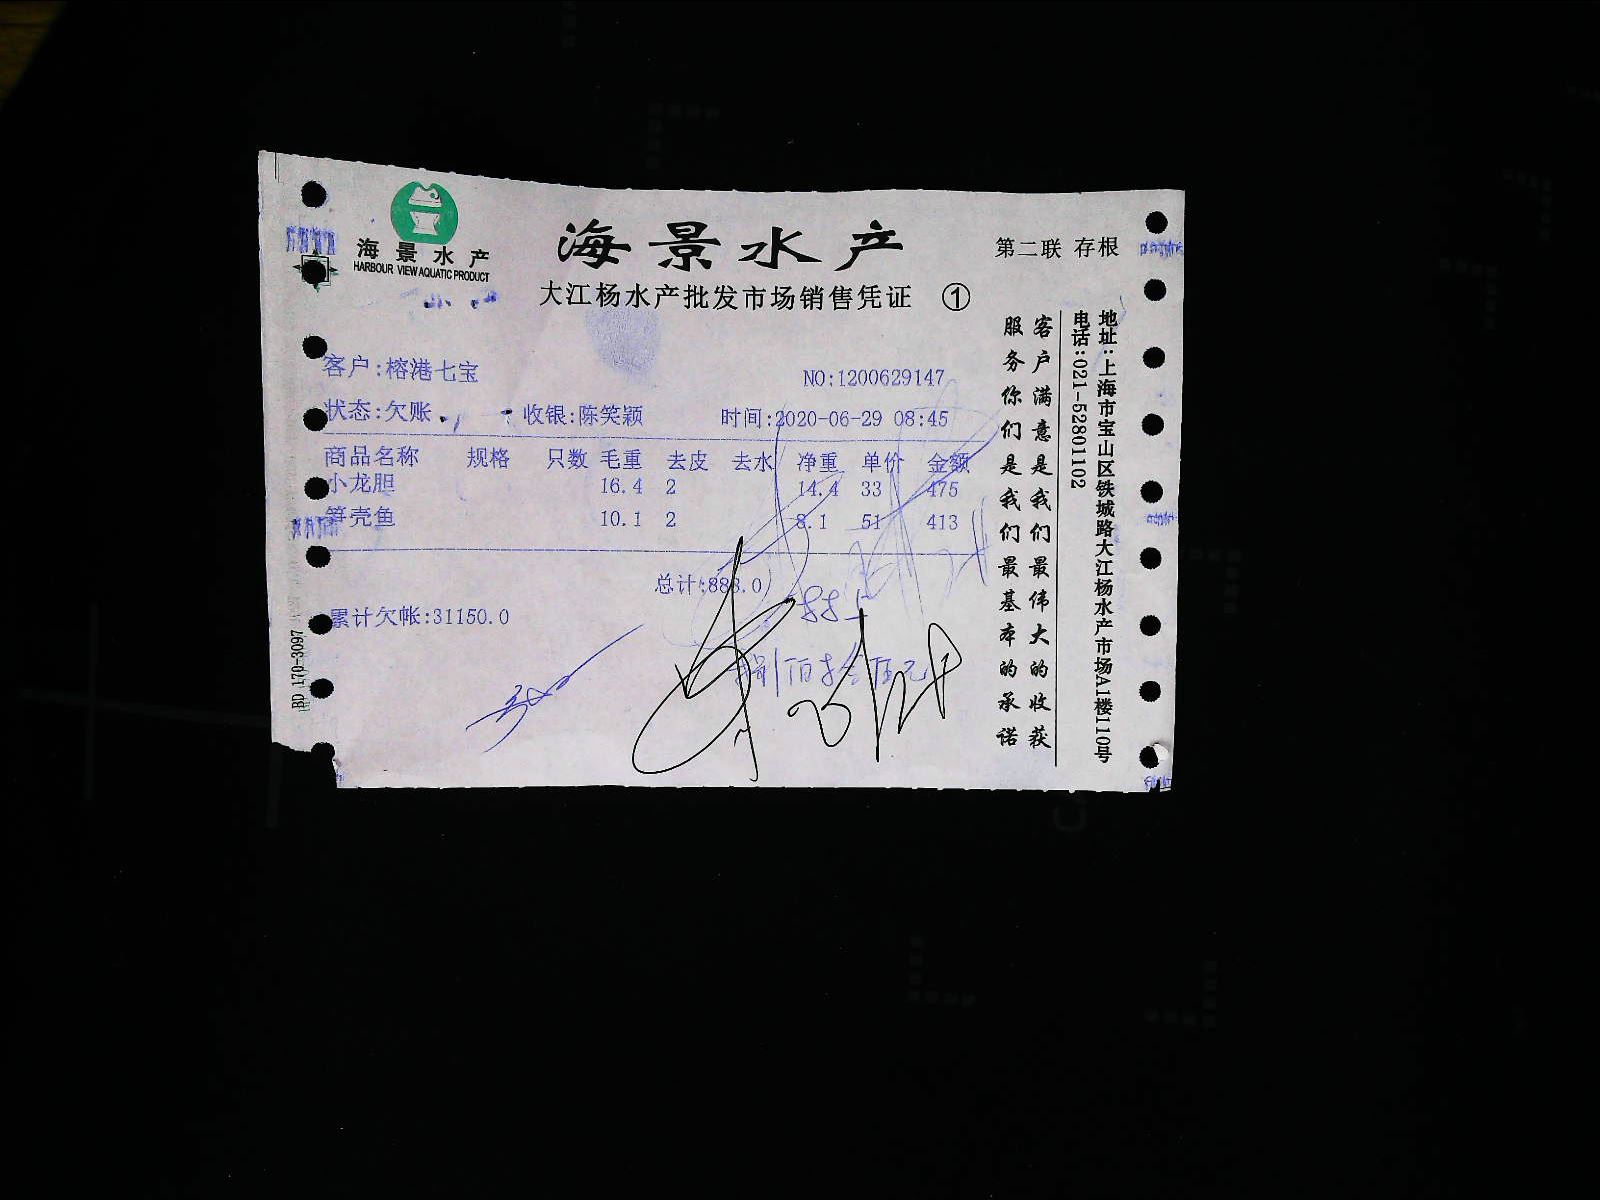 海景水产
HARBOUR VIEW AQUATIC PRODUCT
海景水产
第二联 存根
大江杨水产批发市场销售凭证 ①
客户:榕港七宝
NO:1200629147
状态:欠账 收银:陈笑颖 时间:2020-06-29 08:45
商品名称 规格 只数 毛重 去皮 去水 净重 单价 金额
小龙胆 16.4 2 14.4 33 475
笋壳鱼 10.1 2 8.1 51 413
总计:888.0
累计欠帐:31150.0
客户满意是我们最伟大的收获
服务你们是我们最基本的承诺
地址:上海市宝山区铁城路大江杨水产市场A1楼110号
电话:021-52801102
BD 170-3097